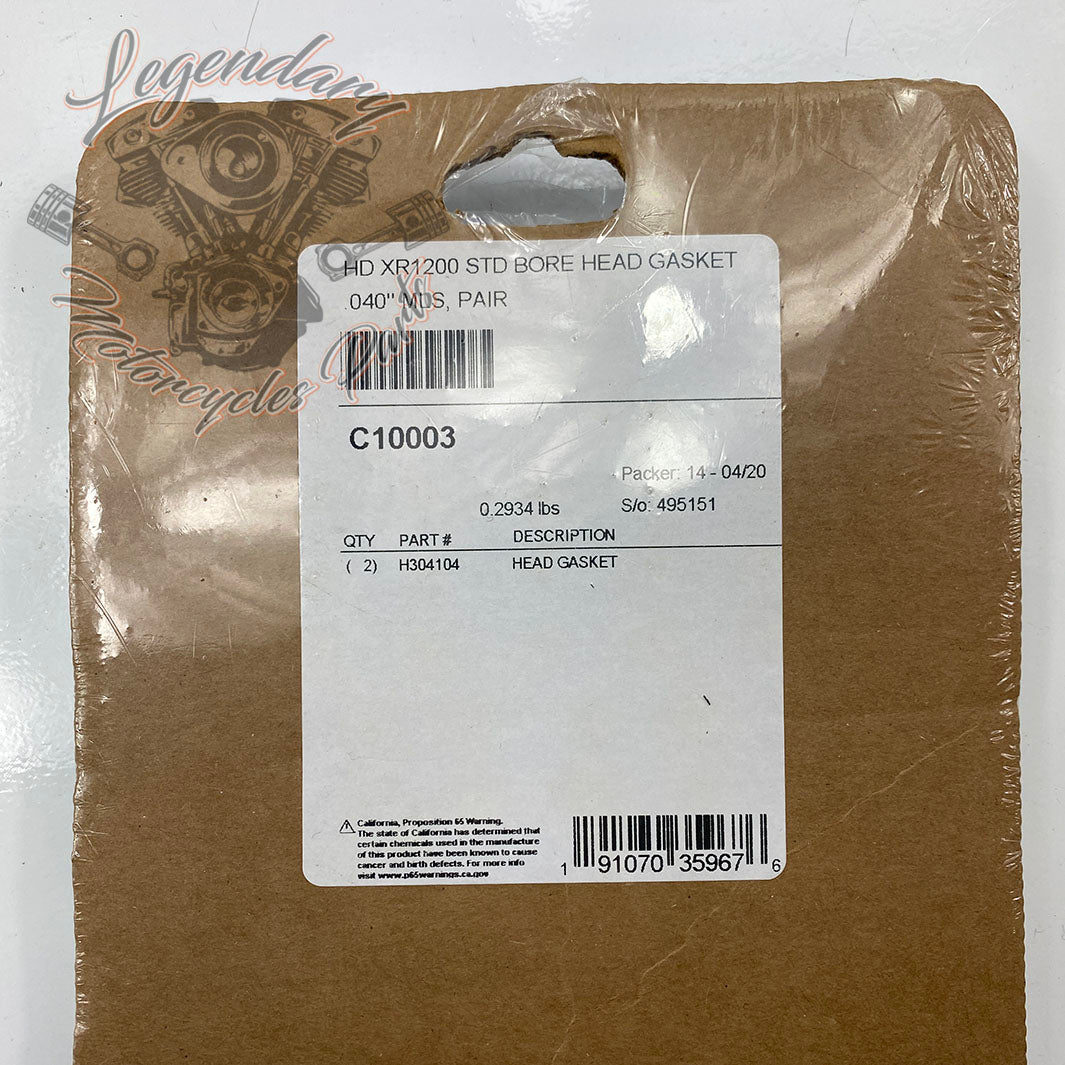 Legendary
Motorcycles Parts
HD XR1200 STD BORE HEAD GASKET
.040" MLS, PAIR
C10003
Packer: 14 - 04/20
0.2934 lbs S/o: 495151
QTY PART # DESCRIPTION
( 2) H304104 HEAD GASKET
⚠ California, Proposition 65 Warning.
The state of California has determined that
certain chemicals used in the manufacture
of this product have been known to cause
cancer and birth defects. For more info
visit www.p65warnings.ca.gov
1 91070 35967 6